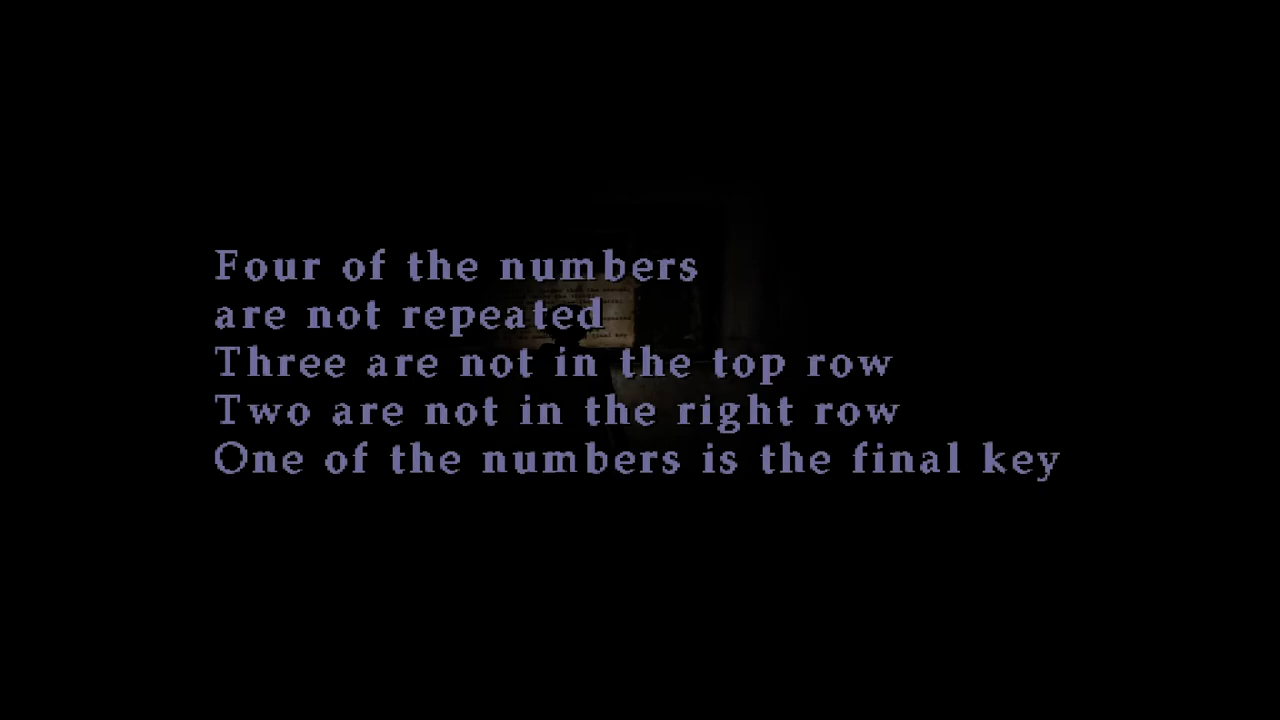 Four of the numbers
are not repeated
Three are not in the top row
Two are not in the right row
One of the numbers is the final key